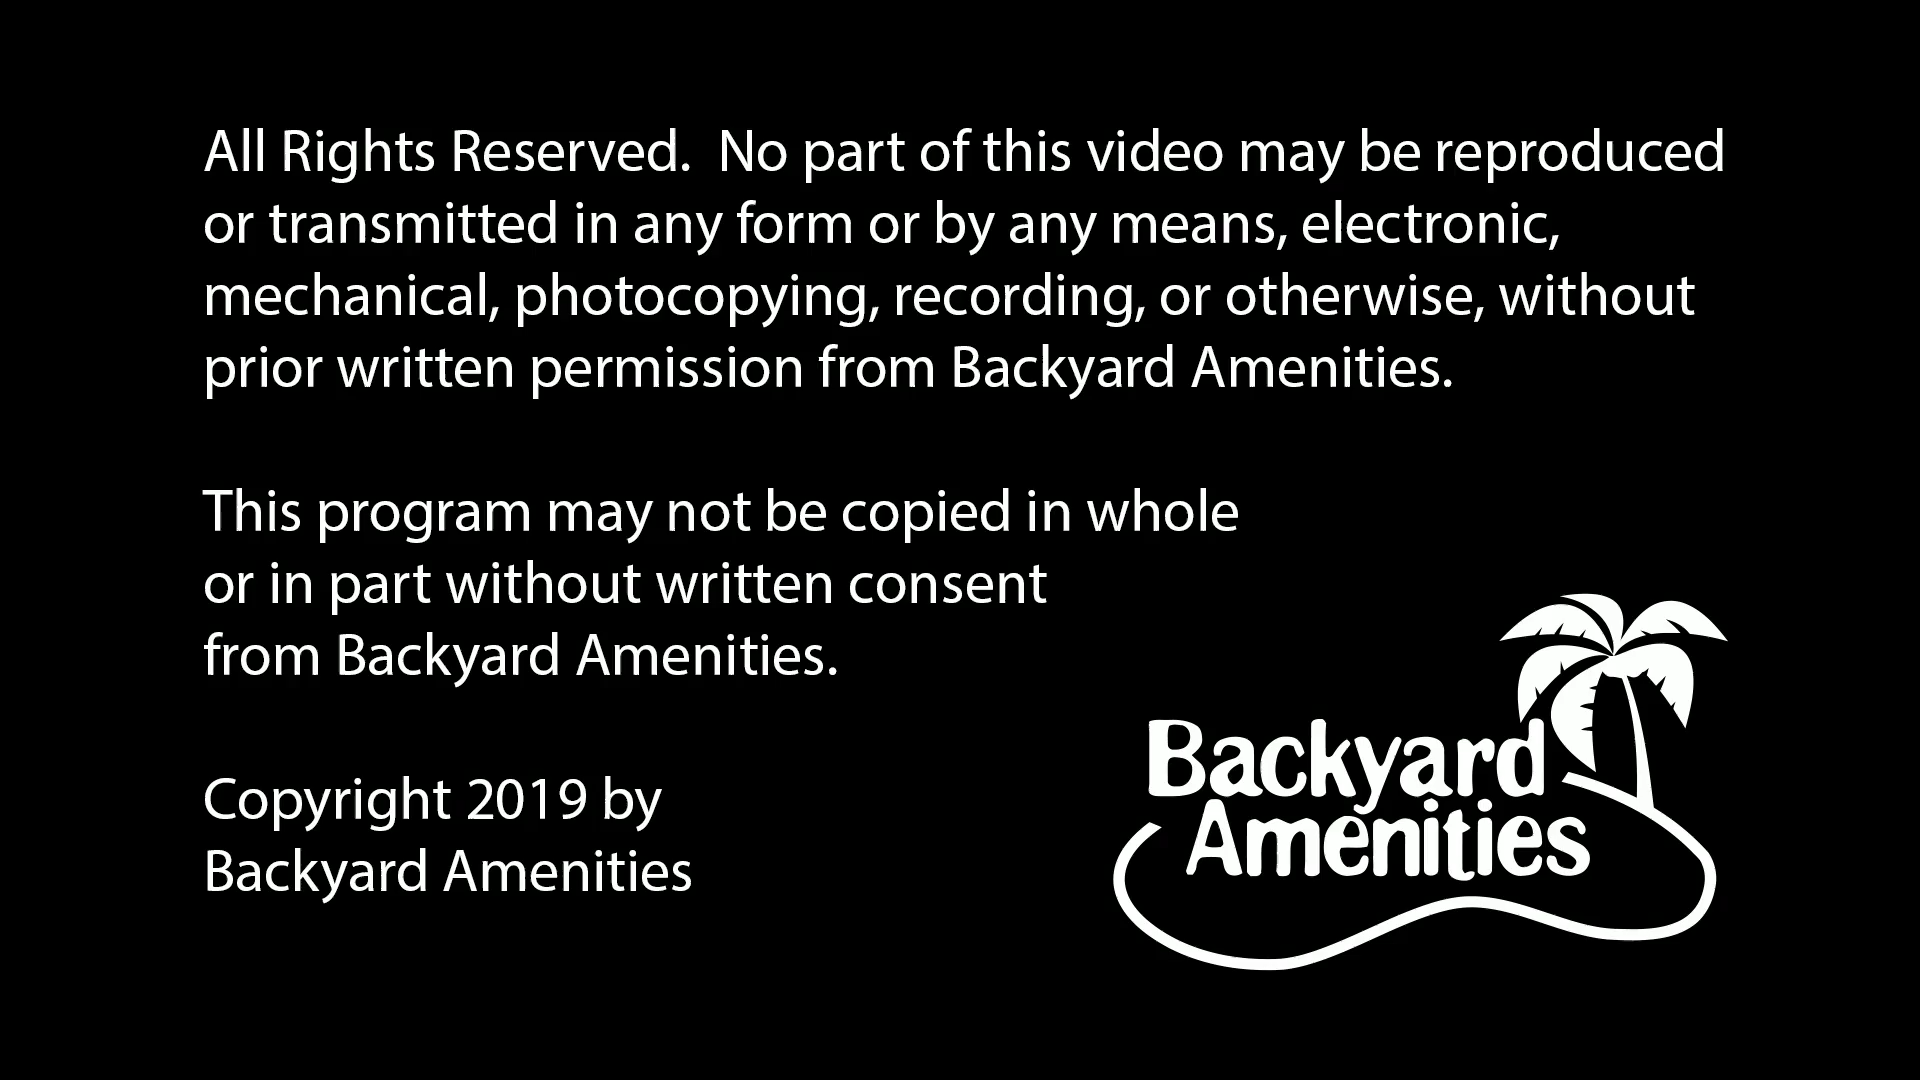 All Rights Reserved.  No part of this video may be reproduced
or transmitted in any form or by any means, electronic,
mechanical, photocopying, recording, or otherwise, without
prior written permission from Backyard Amenities.
This program may not be copied in whole
or in part without written consent
from Backyard Amenities.
Copyright 2019 by
Backyard Amenities
Backyard
Amenities